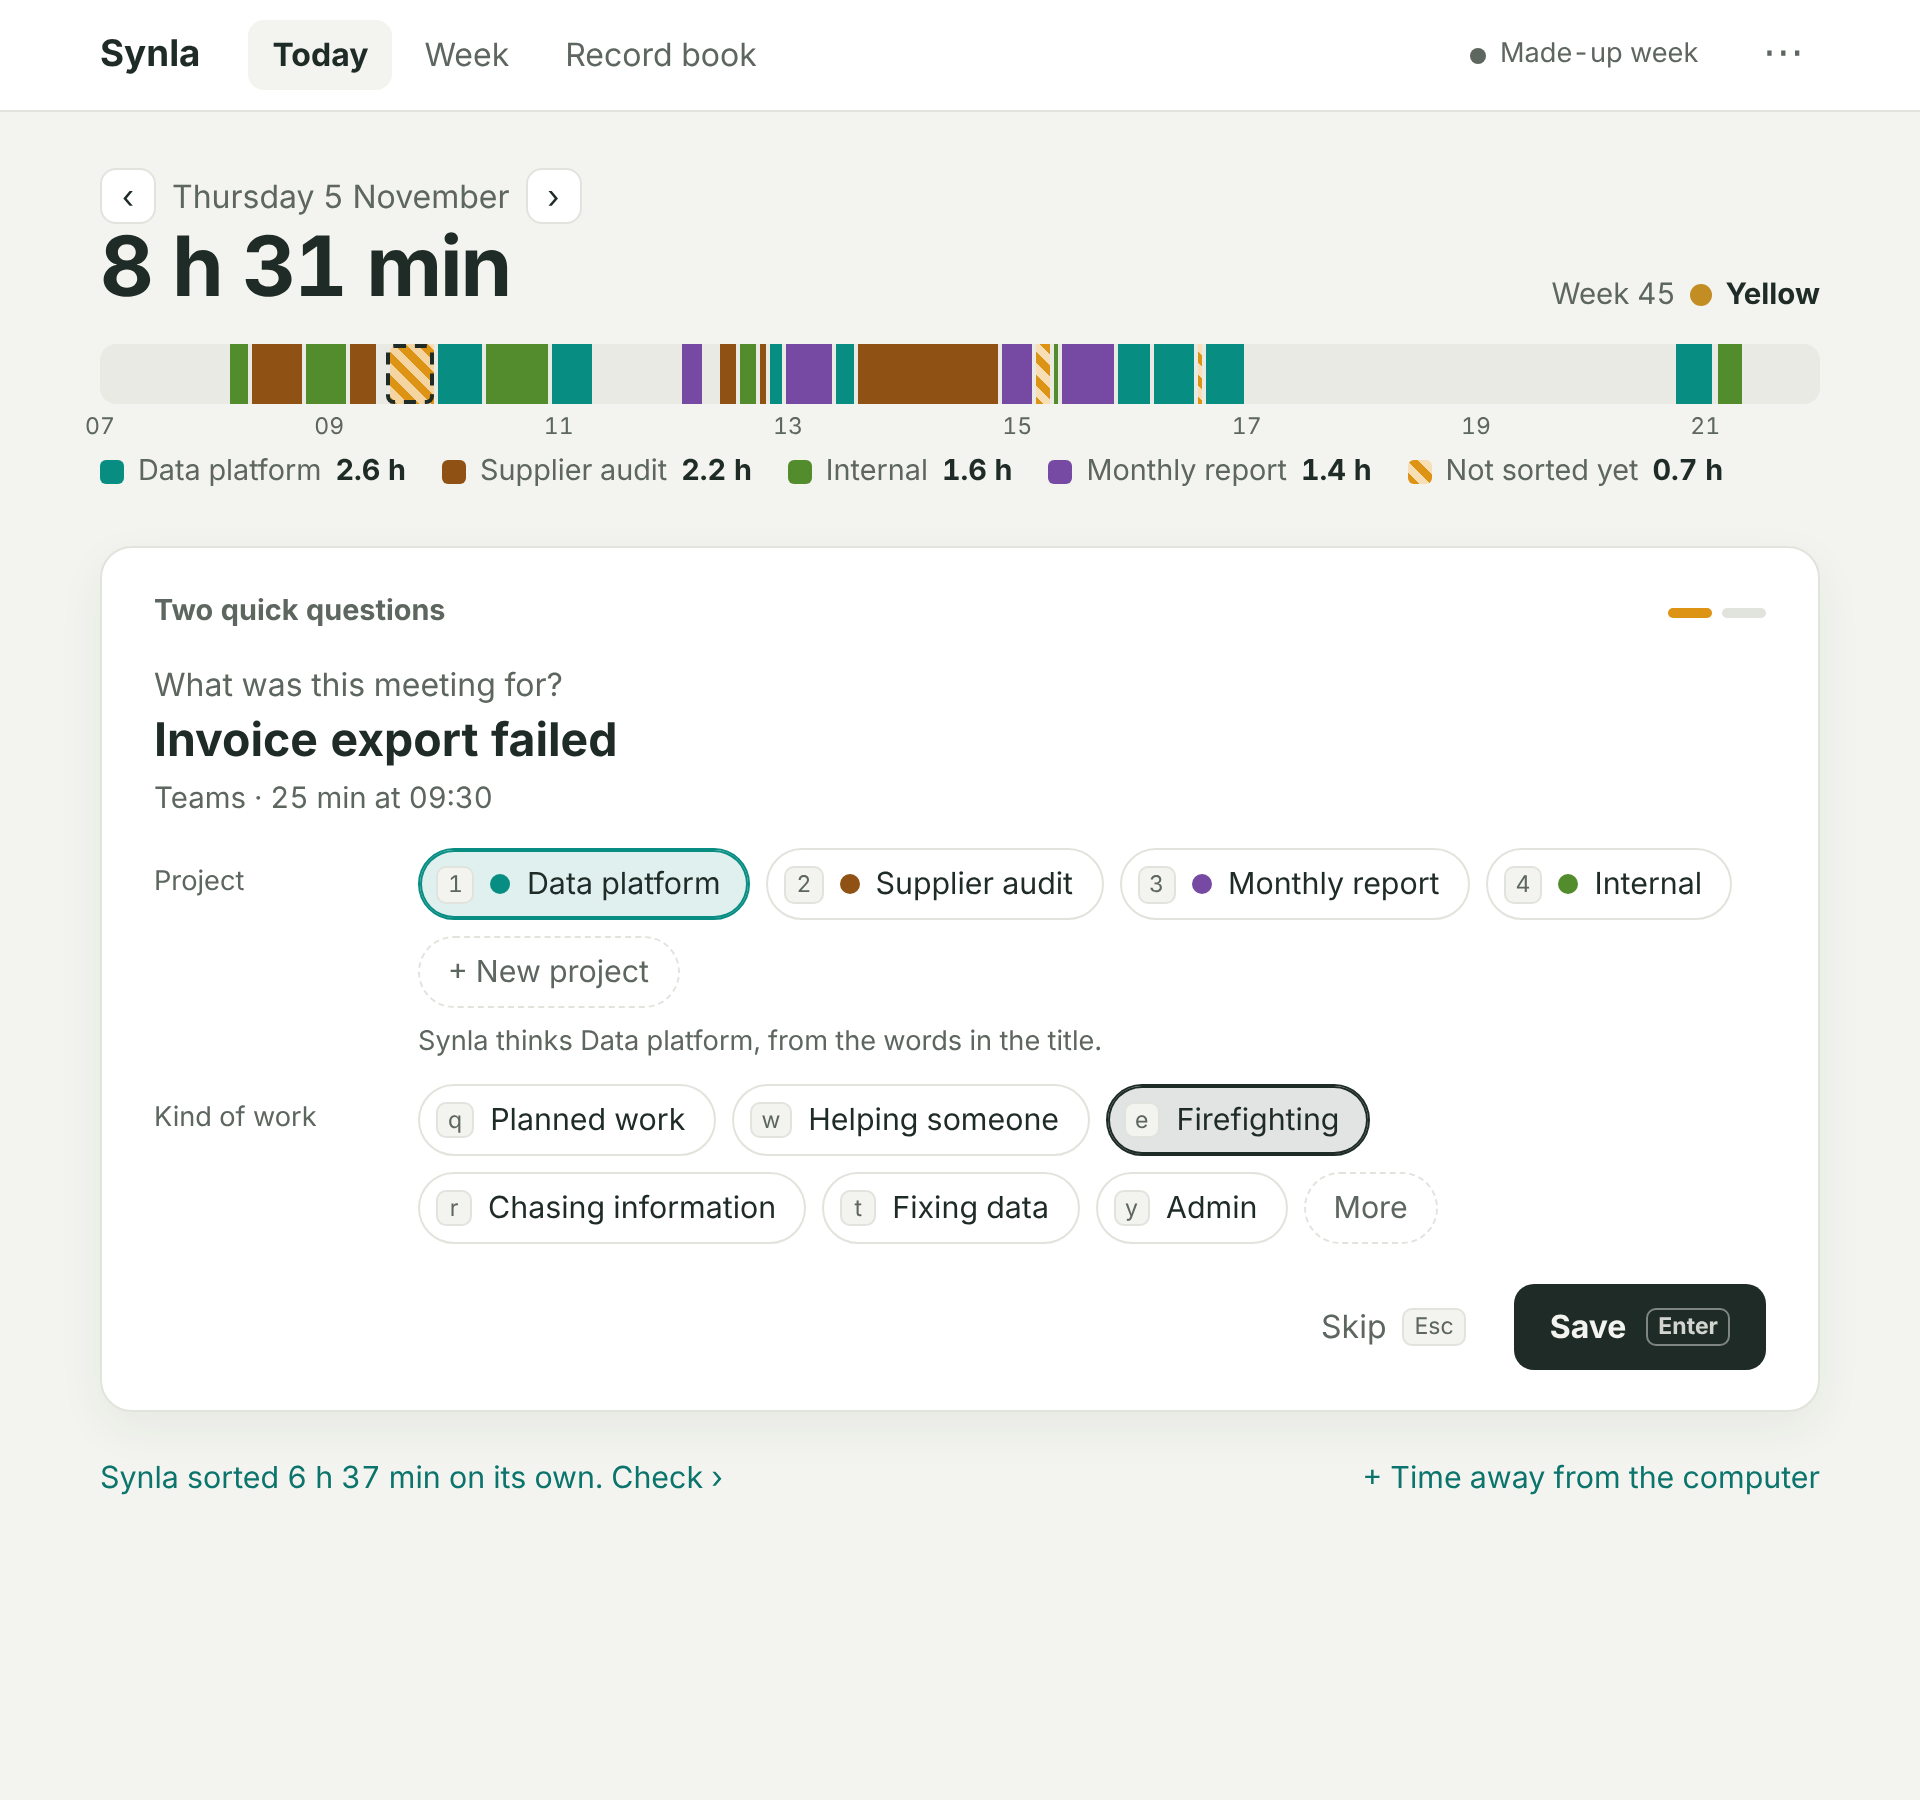 Synla Today Week Record book Made-up week ···
‹ Thursday 5 November ›
8 h 31 min
Week 45 Yellow
07 09 11 13 15 17 19 21
Data platform 2.6 h Supplier audit 2.2 h Internal 1.6 h Monthly report 1.4 h Not sorted yet 0.7 h
Two quick questions
What was this meeting for?
Invoice export failed
Teams · 25 min at 09:30
Project 1 Data platform 2 Supplier audit 3 Monthly report 4 Internal
+ New project
Synla thinks Data platform, from the words in the title.
Kind of work q Planned work w Helping someone e Firefighting
r Chasing information t Fixing data y Admin More
Skip Esc Save Enter
Synla sorted 6 h 37 min on its own. Check › + Time away from the computer